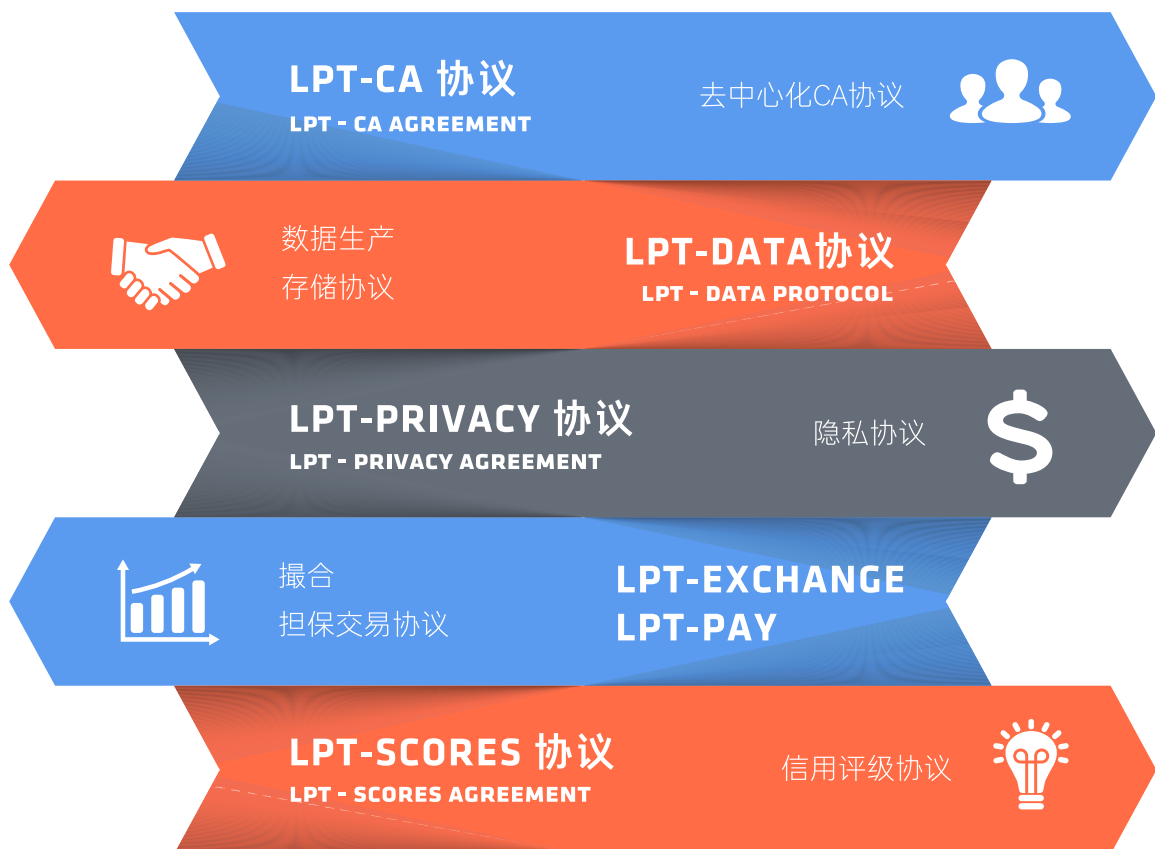 LPT-CA 协议
LPT - CA AGREEMENT
去中心化CA协议
数据生产
存储协议
LPT-DATA协议
LPT - DATA PROTOCOL
LPT-PRIVACY 协议
LPT - PRIVACY AGREEMENT
隐私协议
撮合
担保交易协议
LPT-EXCHANGE
LPT-PAY
LPT-SCORES 协议
LPT - SCORES AGREEMENT
信用评级协议